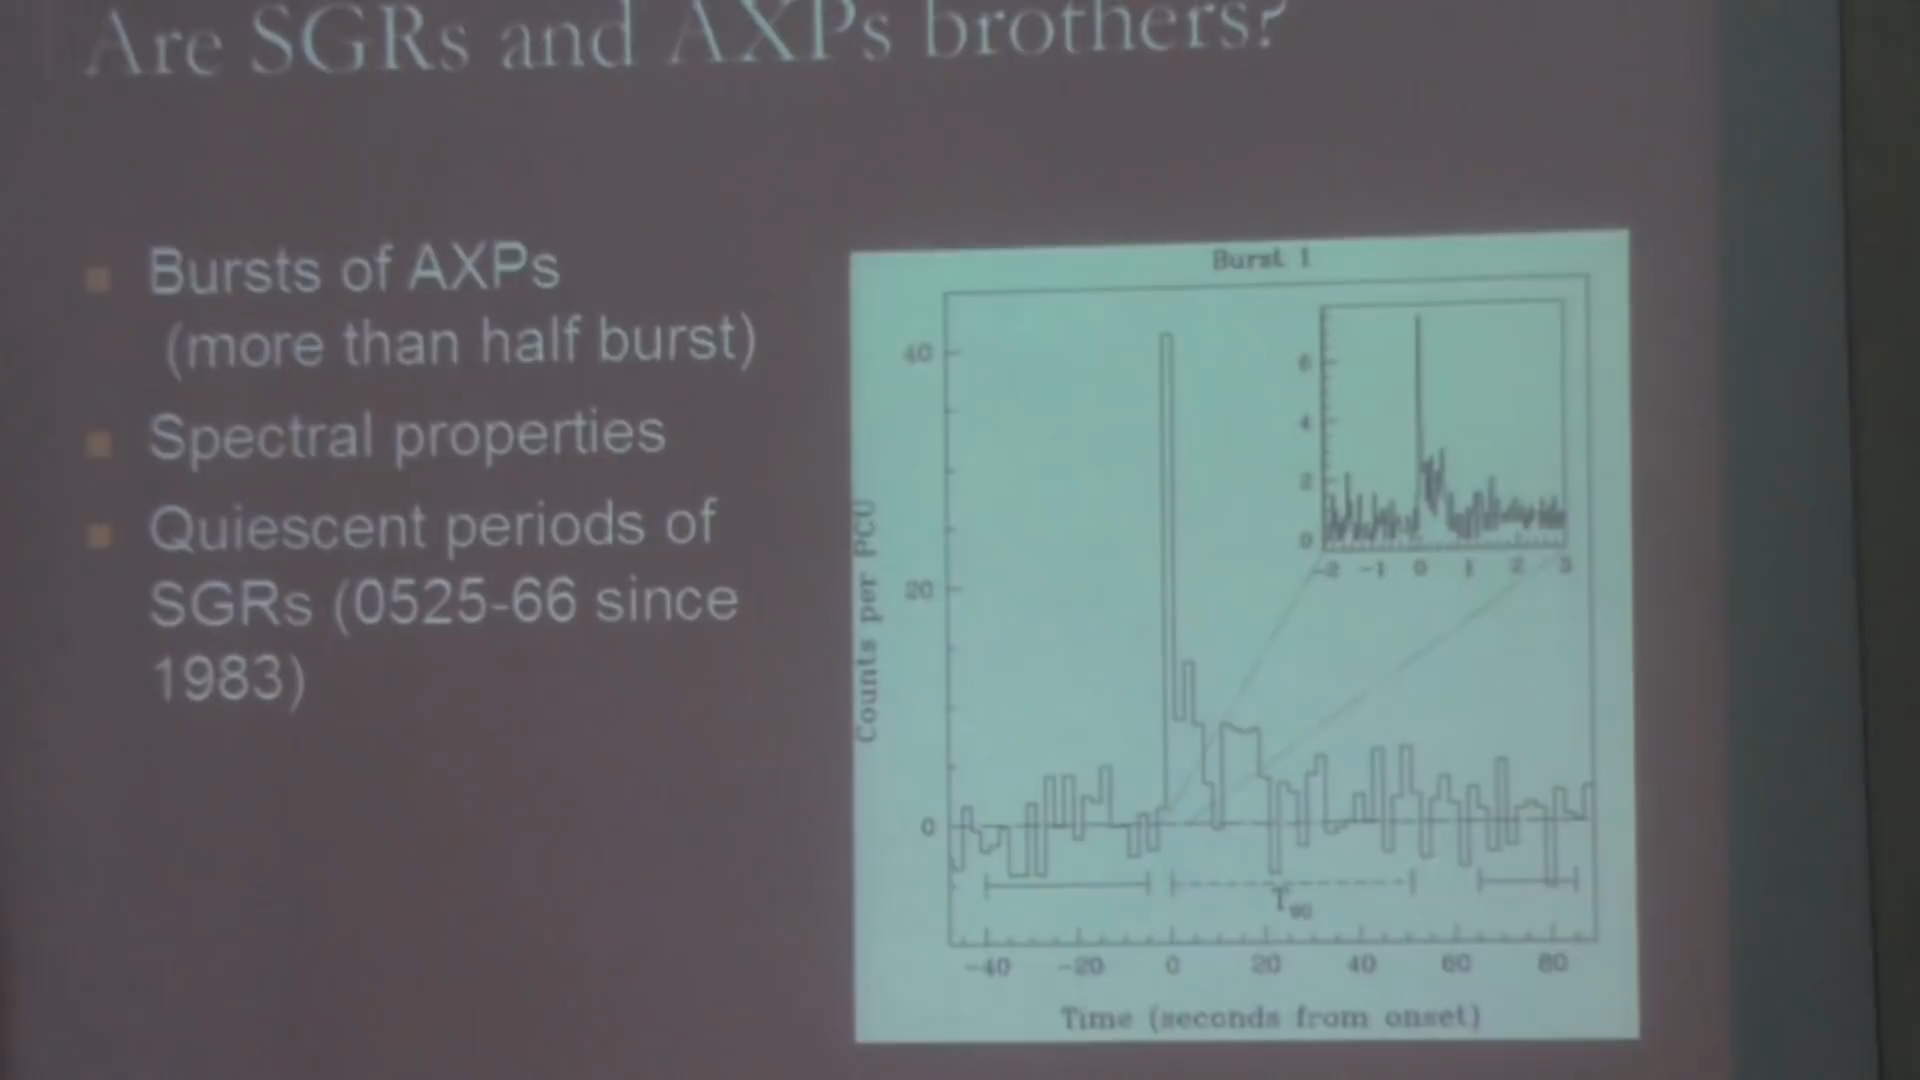 Are SGRs and AXPs brothers?
Bursts of AXPs
(more than half burst)
Spectral properties
Quiescent periods of
SGRs (0525-66 since
1983)
Burst 1
Counts per PCU
40
20
0
6
4
2
0
-2 -1 0 1 2 3
T90
-40 -20 0 20 40 60 80
Time (seconds from onset)